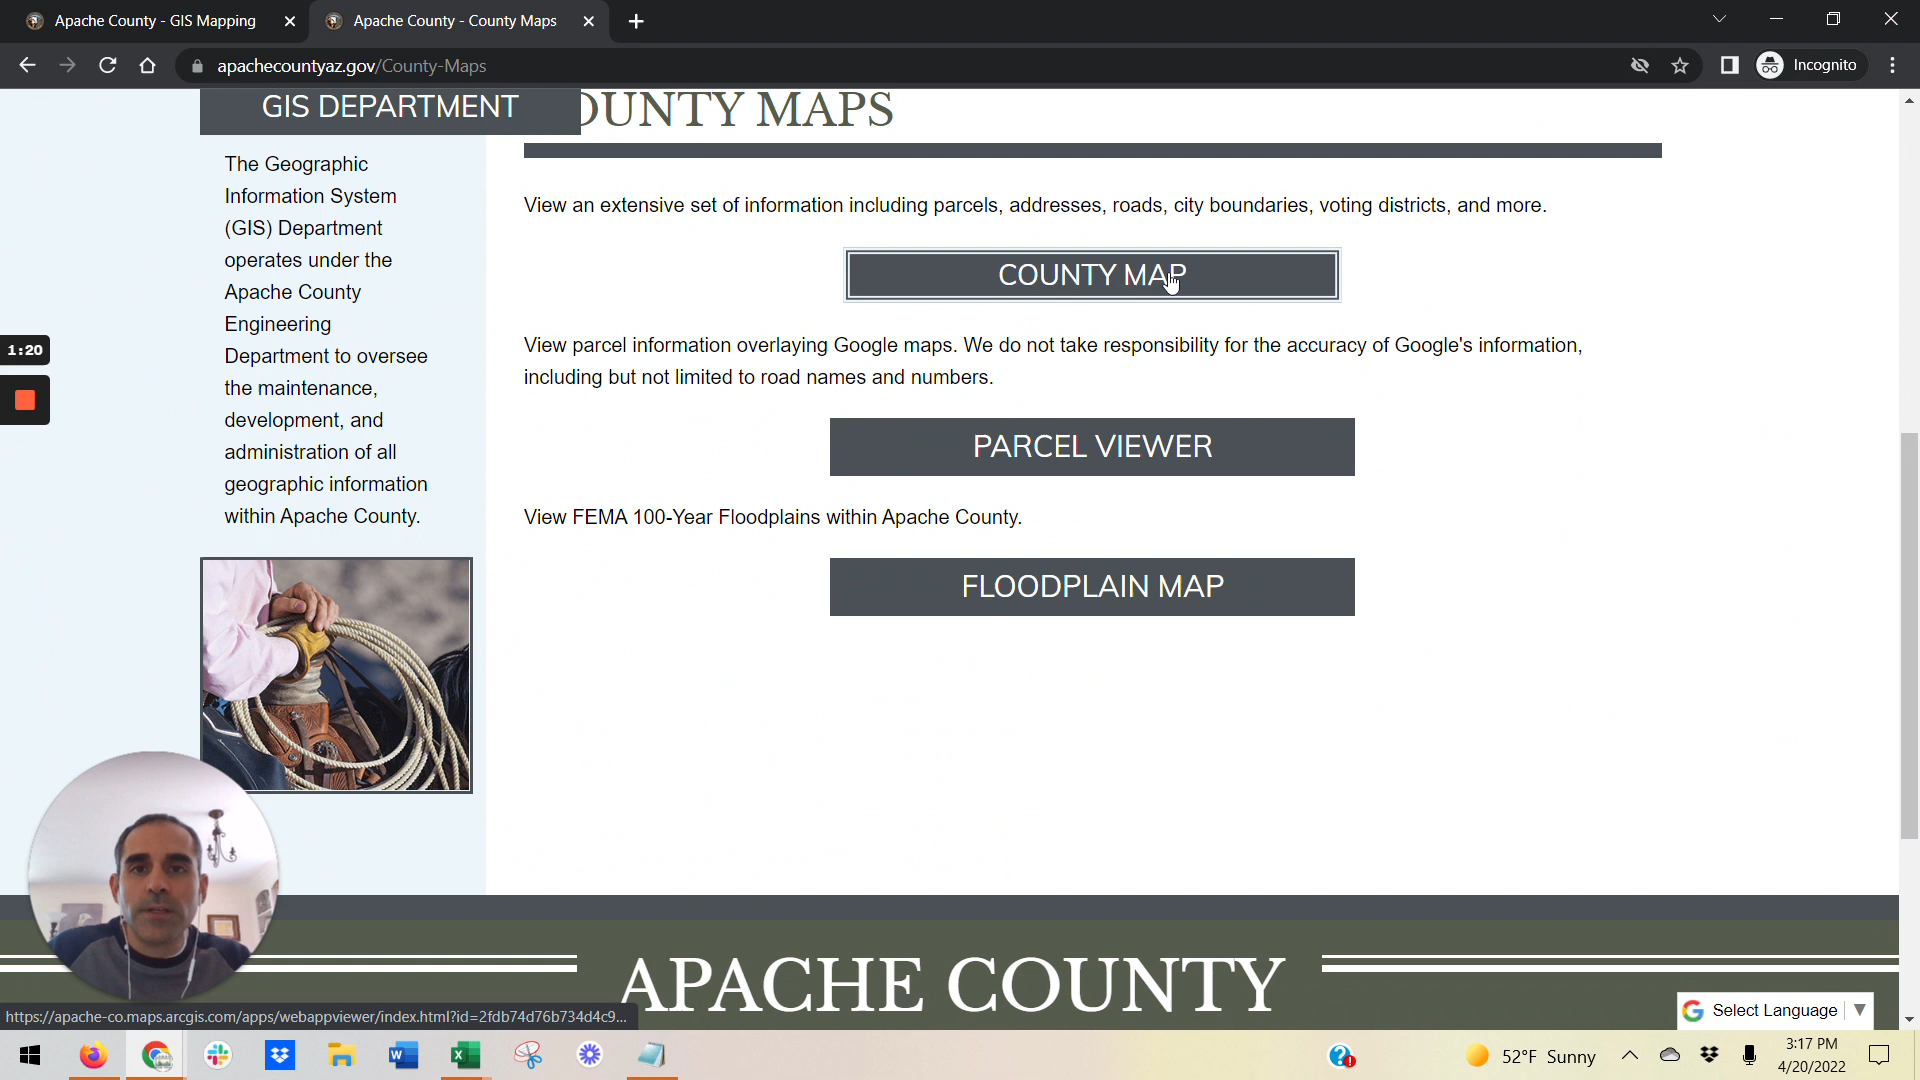 Apache County - GIS Mapping
Apache County - County Maps
apachecountyaz.gov/County-Maps
Incognito
GIS DEPARTMENT
OUNTY MAPS
The Geographic
Information System
(GIS) Department
operates under the
Apache County
Engineering
Department to oversee
the maintenance,
development, and
administration of all
geographic information
within Apache County.
View an extensive set of information including parcels, addresses, roads, city boundaries, voting districts, and more.
COUNTY MAP
View parcel information overlaying Google maps. We do not take responsibility for the accuracy of Google's information,
including but not limited to road names and numbers.
PARCEL VIEWER
View FEMA 100-Year Floodplains within Apache County.
FLOODPLAIN MAP
1:20
APACHE COUNTY
Select Language
https://apache-co.maps.arcgis.com/apps/webappviewer/index.html?id=2fdb74d76b734d4c9...
52°F Sunny
3:17 PM
4/20/2022